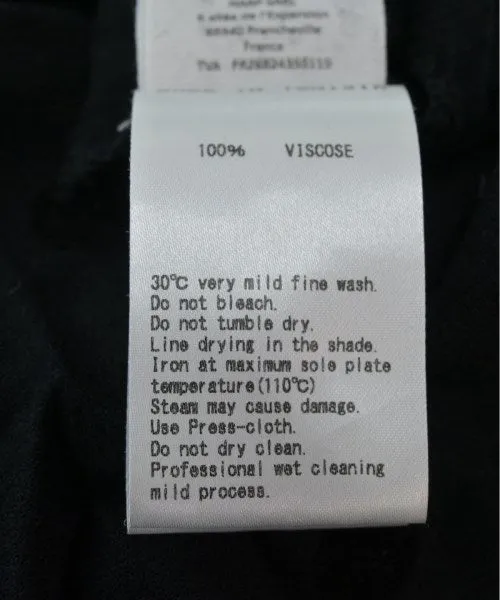 France
100% VISCOSE
30℃ very mild fine wash.
Do not bleach.
Do not tumble dry.
Line drying in the shade.
Iron at maximum sole plate
temperature(110℃)
Steam may cause damage.
Use Press-cloth.
Do not dry clean.
Professional wet cleaning
mild process.